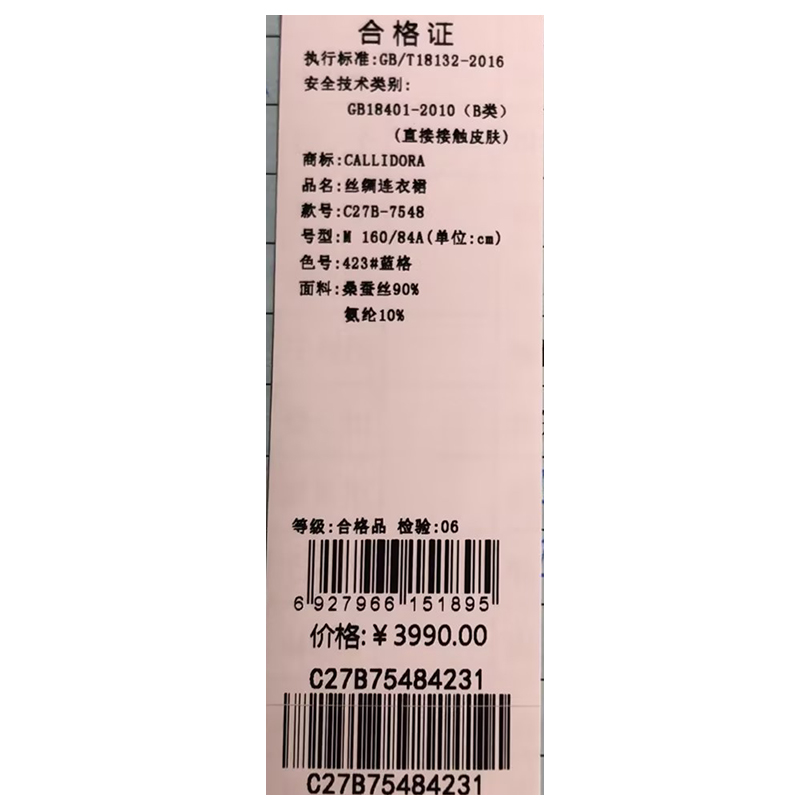 合格证
执行标准:GB/T18132-2016
安全技术类别:
GB18401-2010（B类）
(直接接触皮肤)
商标:CALLIDORA
品名:丝绸连衣裙
款号:C27B-7548
号型:M 160/84A(单位:cm)
色号:423#蓝格
面料:桑蚕丝90%
氨纶10%
等级:合格品 检验:06
6 927966 151895
价格:¥3990.00
C27B75484231
C27B75484231